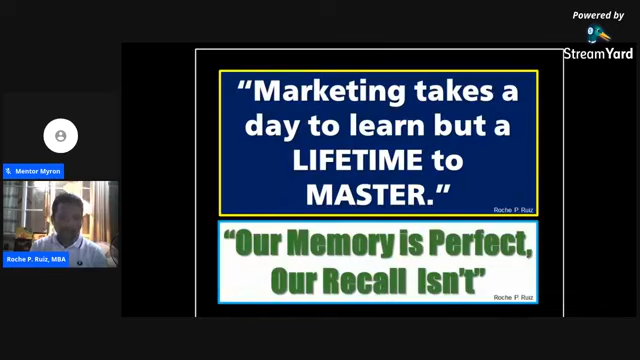 Powered by
StreamYard
Mentor Myron
Roche P. Ruiz, MBA
“Marketing takes a
day to learn but a
LIFETIME to
MASTER.”
Roche P. Ruiz
“Our Memory is Perfect,
Our Recall Isn't”
Roche P. Ruiz